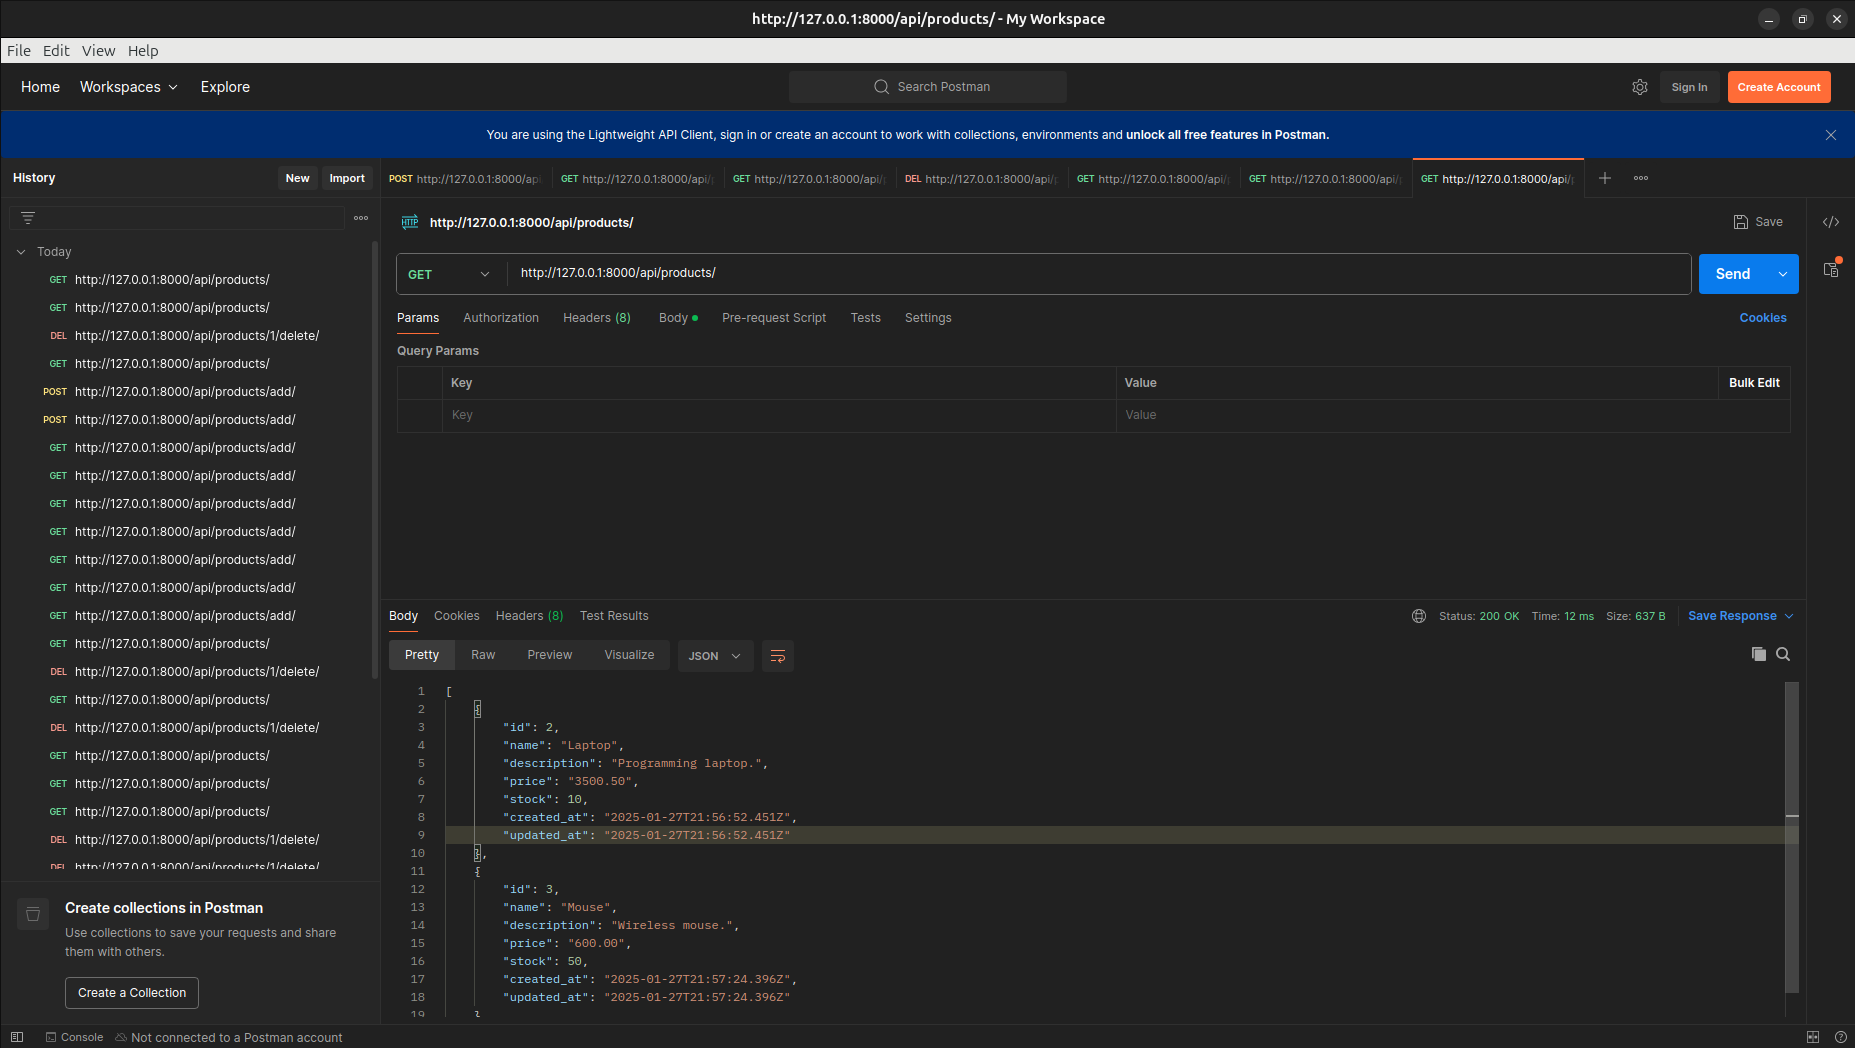 http://127.0.0.1:8000/api/products/ - My Workspace
File Edit View Help
Home Workspaces Explore
Search Postman
Sign In
Create Account
You are using the Lightweight API Client, sign in or create an account to work with collections, environments and unlock all free features in Postman.
History
New Import
POST http://127.0.0.1:8000/api
GET http://127.0.0.1:8000/api/
GET http://127.0.0.1:8000/api/
DEL http://127.0.0.1:8000/api/
GET http://127.0.0.1:8000/api/
GET http://127.0.0.1:8000/api/
GET http://127.0.0.1:8000/api/
Today
GET http://127.0.0.1:8000/api/products/
GET http://127.0.0.1:8000/api/products/
DEL http://127.0.0.1:8000/api/products/1/delete/
GET http://127.0.0.1:8000/api/products/
POST http://127.0.0.1:8000/api/products/add/
POST http://127.0.0.1:8000/api/products/add/
GET http://127.0.0.1:8000/api/products/add/
GET http://127.0.0.1:8000/api/products/add/
GET http://127.0.0.1:8000/api/products/add/
GET http://127.0.0.1:8000/api/products/add/
GET http://127.0.0.1:8000/api/products/add/
GET http://127.0.0.1:8000/api/products/add/
GET http://127.0.0.1:8000/api/products/add/
GET http://127.0.0.1:8000/api/products/
DEL http://127.0.0.1:8000/api/products/1/delete/
GET http://127.0.0.1:8000/api/products/
DEL http://127.0.0.1:8000/api/products/1/delete/
GET http://127.0.0.1:8000/api/products/
GET http://127.0.0.1:8000/api/products/
GET http://127.0.0.1:8000/api/products/
DEL http://127.0.0.1:8000/api/products/1/delete/
DEL http://127.0.0.1:8000/api/products/1/delete/
Create collections in Postman
Use collections to save your requests and share
them with others.
Create a Collection
HTTP http://127.0.0.1:8000/api/products/
Save
GET http://127.0.0.1:8000/api/products/
Send
Params Authorization Headers (8) Body Pre-request Script Tests Settings
Cookies
Query Params
Key Value Bulk Edit
Key Value
Body Cookies Headers (8) Test Results
Status: 200 OK Time: 12 ms Size: 637 B Save Response
Pretty Raw Preview Visualize JSON
1 [
2 {
3 "id": 2,
4 "name": "Laptop",
5 "description": "Programming laptop.",
6 "price": "3500.50",
7 "stock": 10,
8 "created_at": "2025-01-27T21:56:52.451Z",
9 "updated_at": "2025-01-27T21:56:52.451Z"
10 },
11 {
12 "id": 3,
13 "name": "Mouse",
14 "description": "Wireless mouse.",
15 "price": "600.00",
16 "stock": 50,
17 "created_at": "2025-01-27T21:57:24.396Z",
18 "updated_at": "2025-01-27T21:57:24.396Z"
19 }
Console Not connected to a Postman account